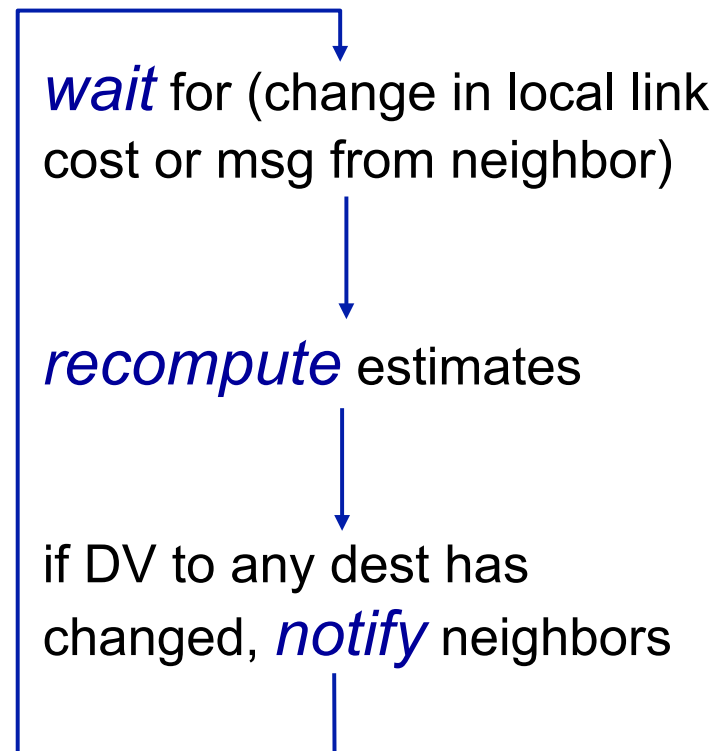 wait for (change in local link
cost or msg from neighbor)
recompute estimates
if DV to any dest has
changed, notify neighbors